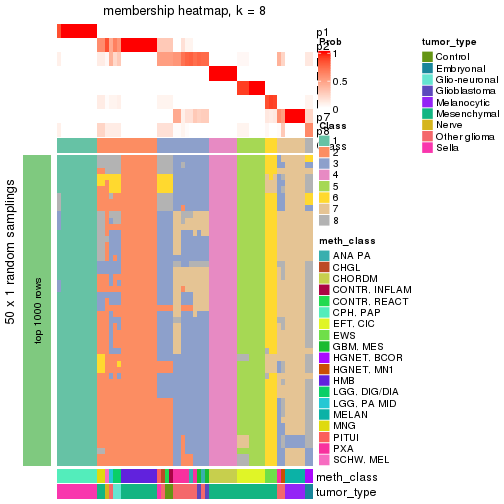 membership heatmap, k = 8
p1
p2
p7
p8
Class
50 x 1 random samplings
top 1000 rows
meth_class
tumor_type
Prob
1
0.5
0
Class
1
2
3
4
5
6
7
8
meth_class
ANA PA
CHGL
CHORDM
CONTR. INFLAM
CONTR. REACT
CPH. PAP
EFT. CIC
EWS
GBM. MES
HGNET. BCOR
HGNET. MN1
HMB
LGG. DIG/DIA
LGG. PA MID
MELAN
MNG
PITUI
PXA
SCHW. MEL
tumor_type
Control
Embryonal
Glio-neuronal
Glioblastoma
Melanocytic
Mesenchymal
Nerve
Other glioma
Sella